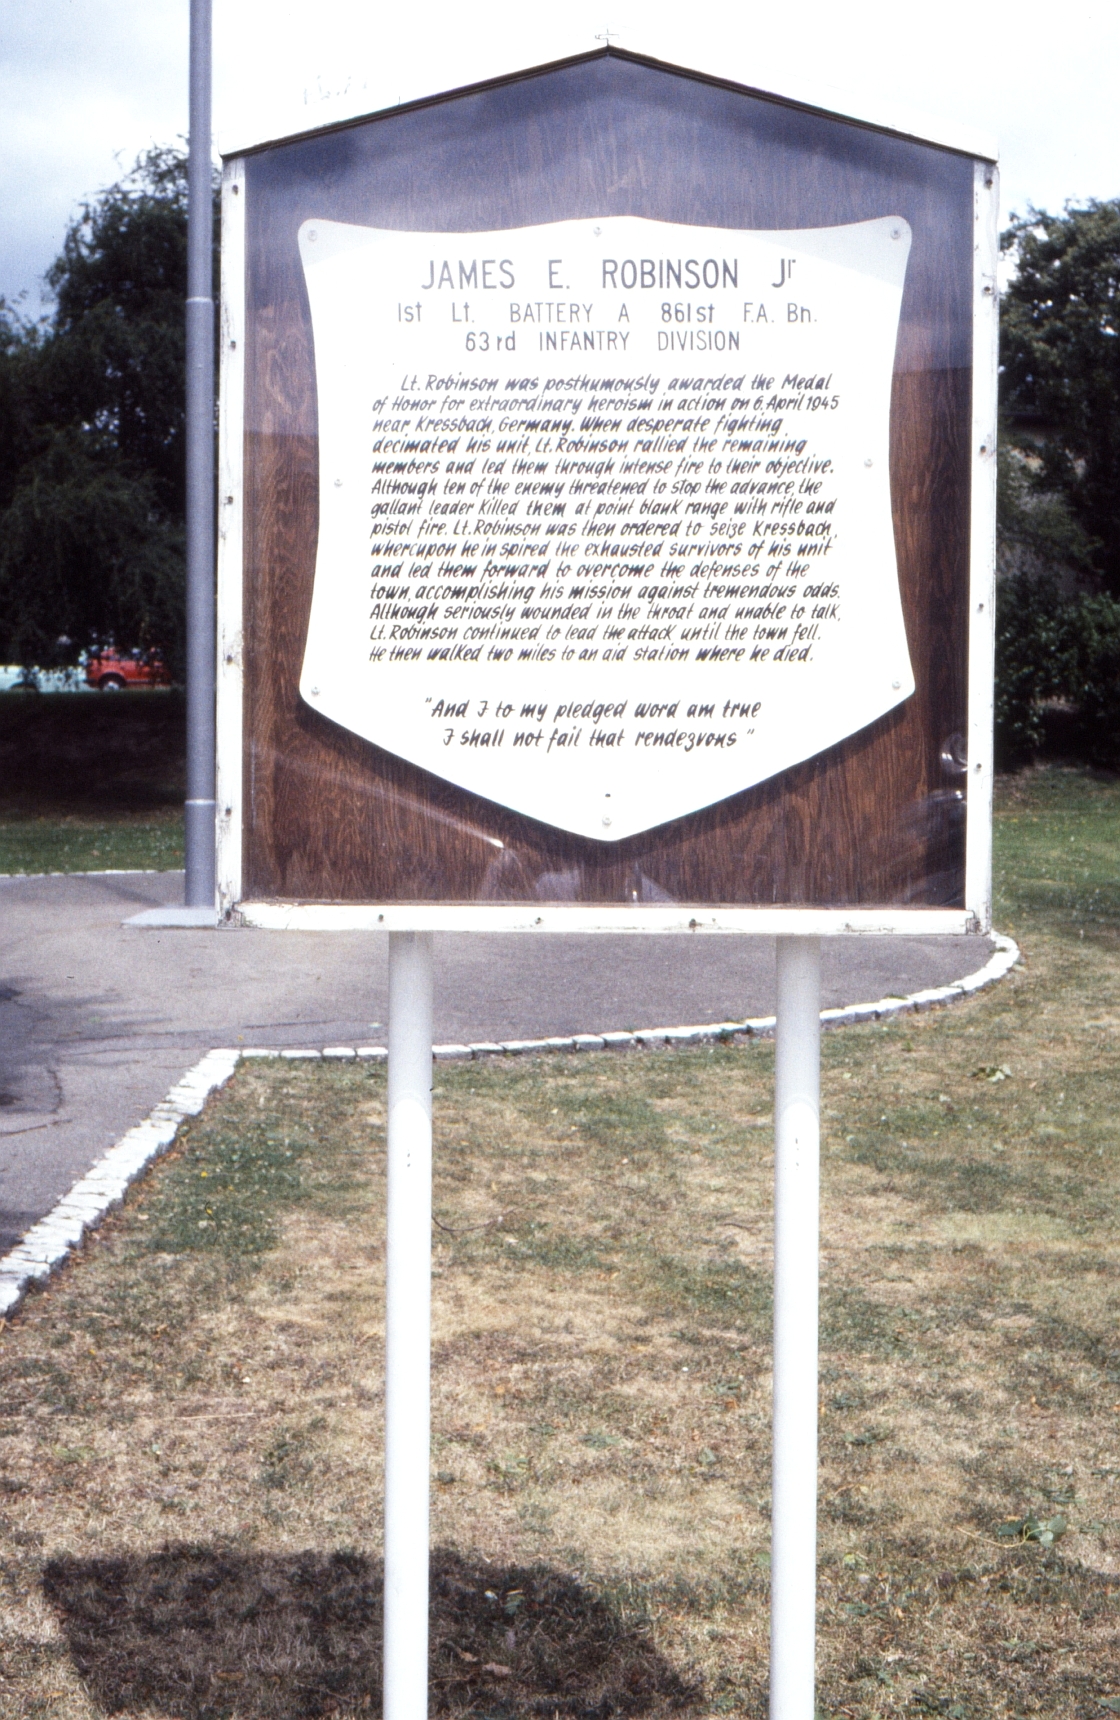 JAMES E. ROBINSON Jr
1st Lt. BATTERY A 861st F.A. Bn.
63rd INFANTRY DIVISION
Lt. Robinson was posthumously awarded the Medal
of Honor for extraordinary heroism in action on 6. April 1945
near Kressbach, Germany. When desperate fighting
decimated his unit, Lt. Robinson rallied the remaining
members and led them through intense fire to their objective.
Although ten of the enemy threatened to stop the advance, the
gallant leader killed them at point blauk range with rifle and
pistol fire. Lt. Robinson was then ordered to seize Kressbach,
whercupon he inspired the exhausted survivors of his unit
and led them forward to overcome the defenses of the
town, accomplishing his mission against tremendous odds.
Although seriously wounded in the throat and unable to talk,
Lt. Robinson continued to lead the attack until the town fell.
He then walked two miles to an aid station where he died.
"And I to my pledged word am true
I shall not fail that rendezvons"